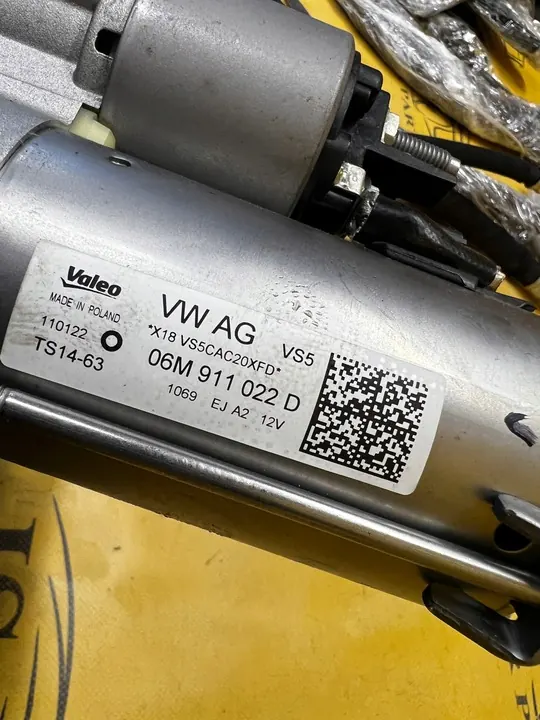 Valeo
MADE IN POLAND
110122
TS14-63
VW AG VS5
*X18 VS5CAC20XFD*
06M 911 022 D
1069 EJ A2 12V